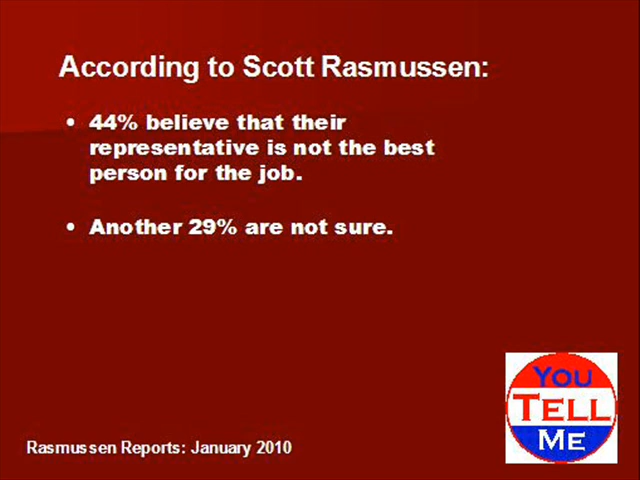 According to Scott Rasmussen:
• 44% believe that their
representative is not the best
person for the job.
• Another 29% are not sure.
Rasmussen Reports: January 2010
YOU
TELL
ME